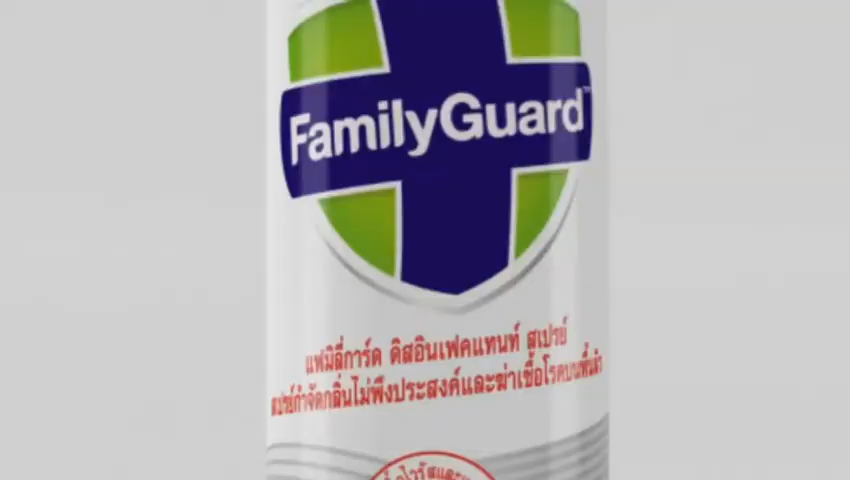 FamilyGuard™
แฟมิลี่การ์ด ดิสอินเฟคแทนท์ สเปรย์
สเปรย์กำจัดกลิ่นไม่พึงประสงค์และฆ่าเชื้อโรคบนพื้นผิว